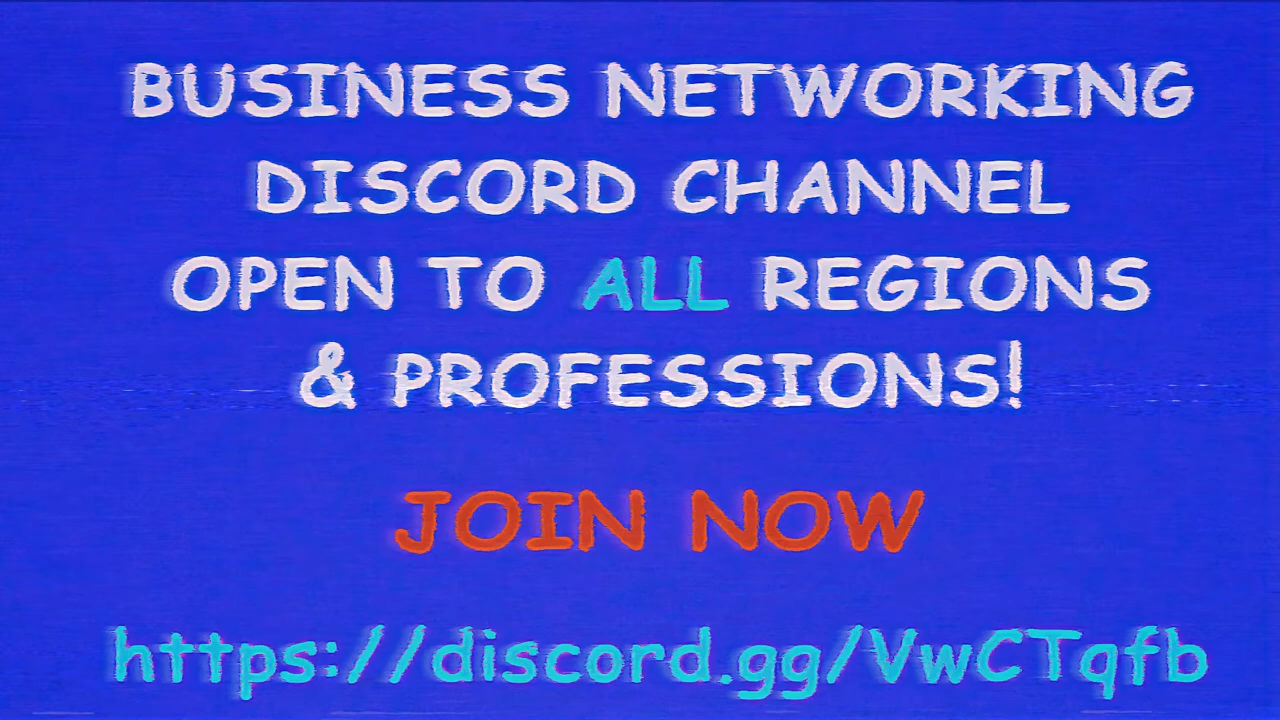 BUSINESS NETWORKING
DISCORD CHANNEL
OPEN TO ALL REGIONS
& PROFESSIONS!
JOIN NOW
https://discord.gg/VwCTqfb